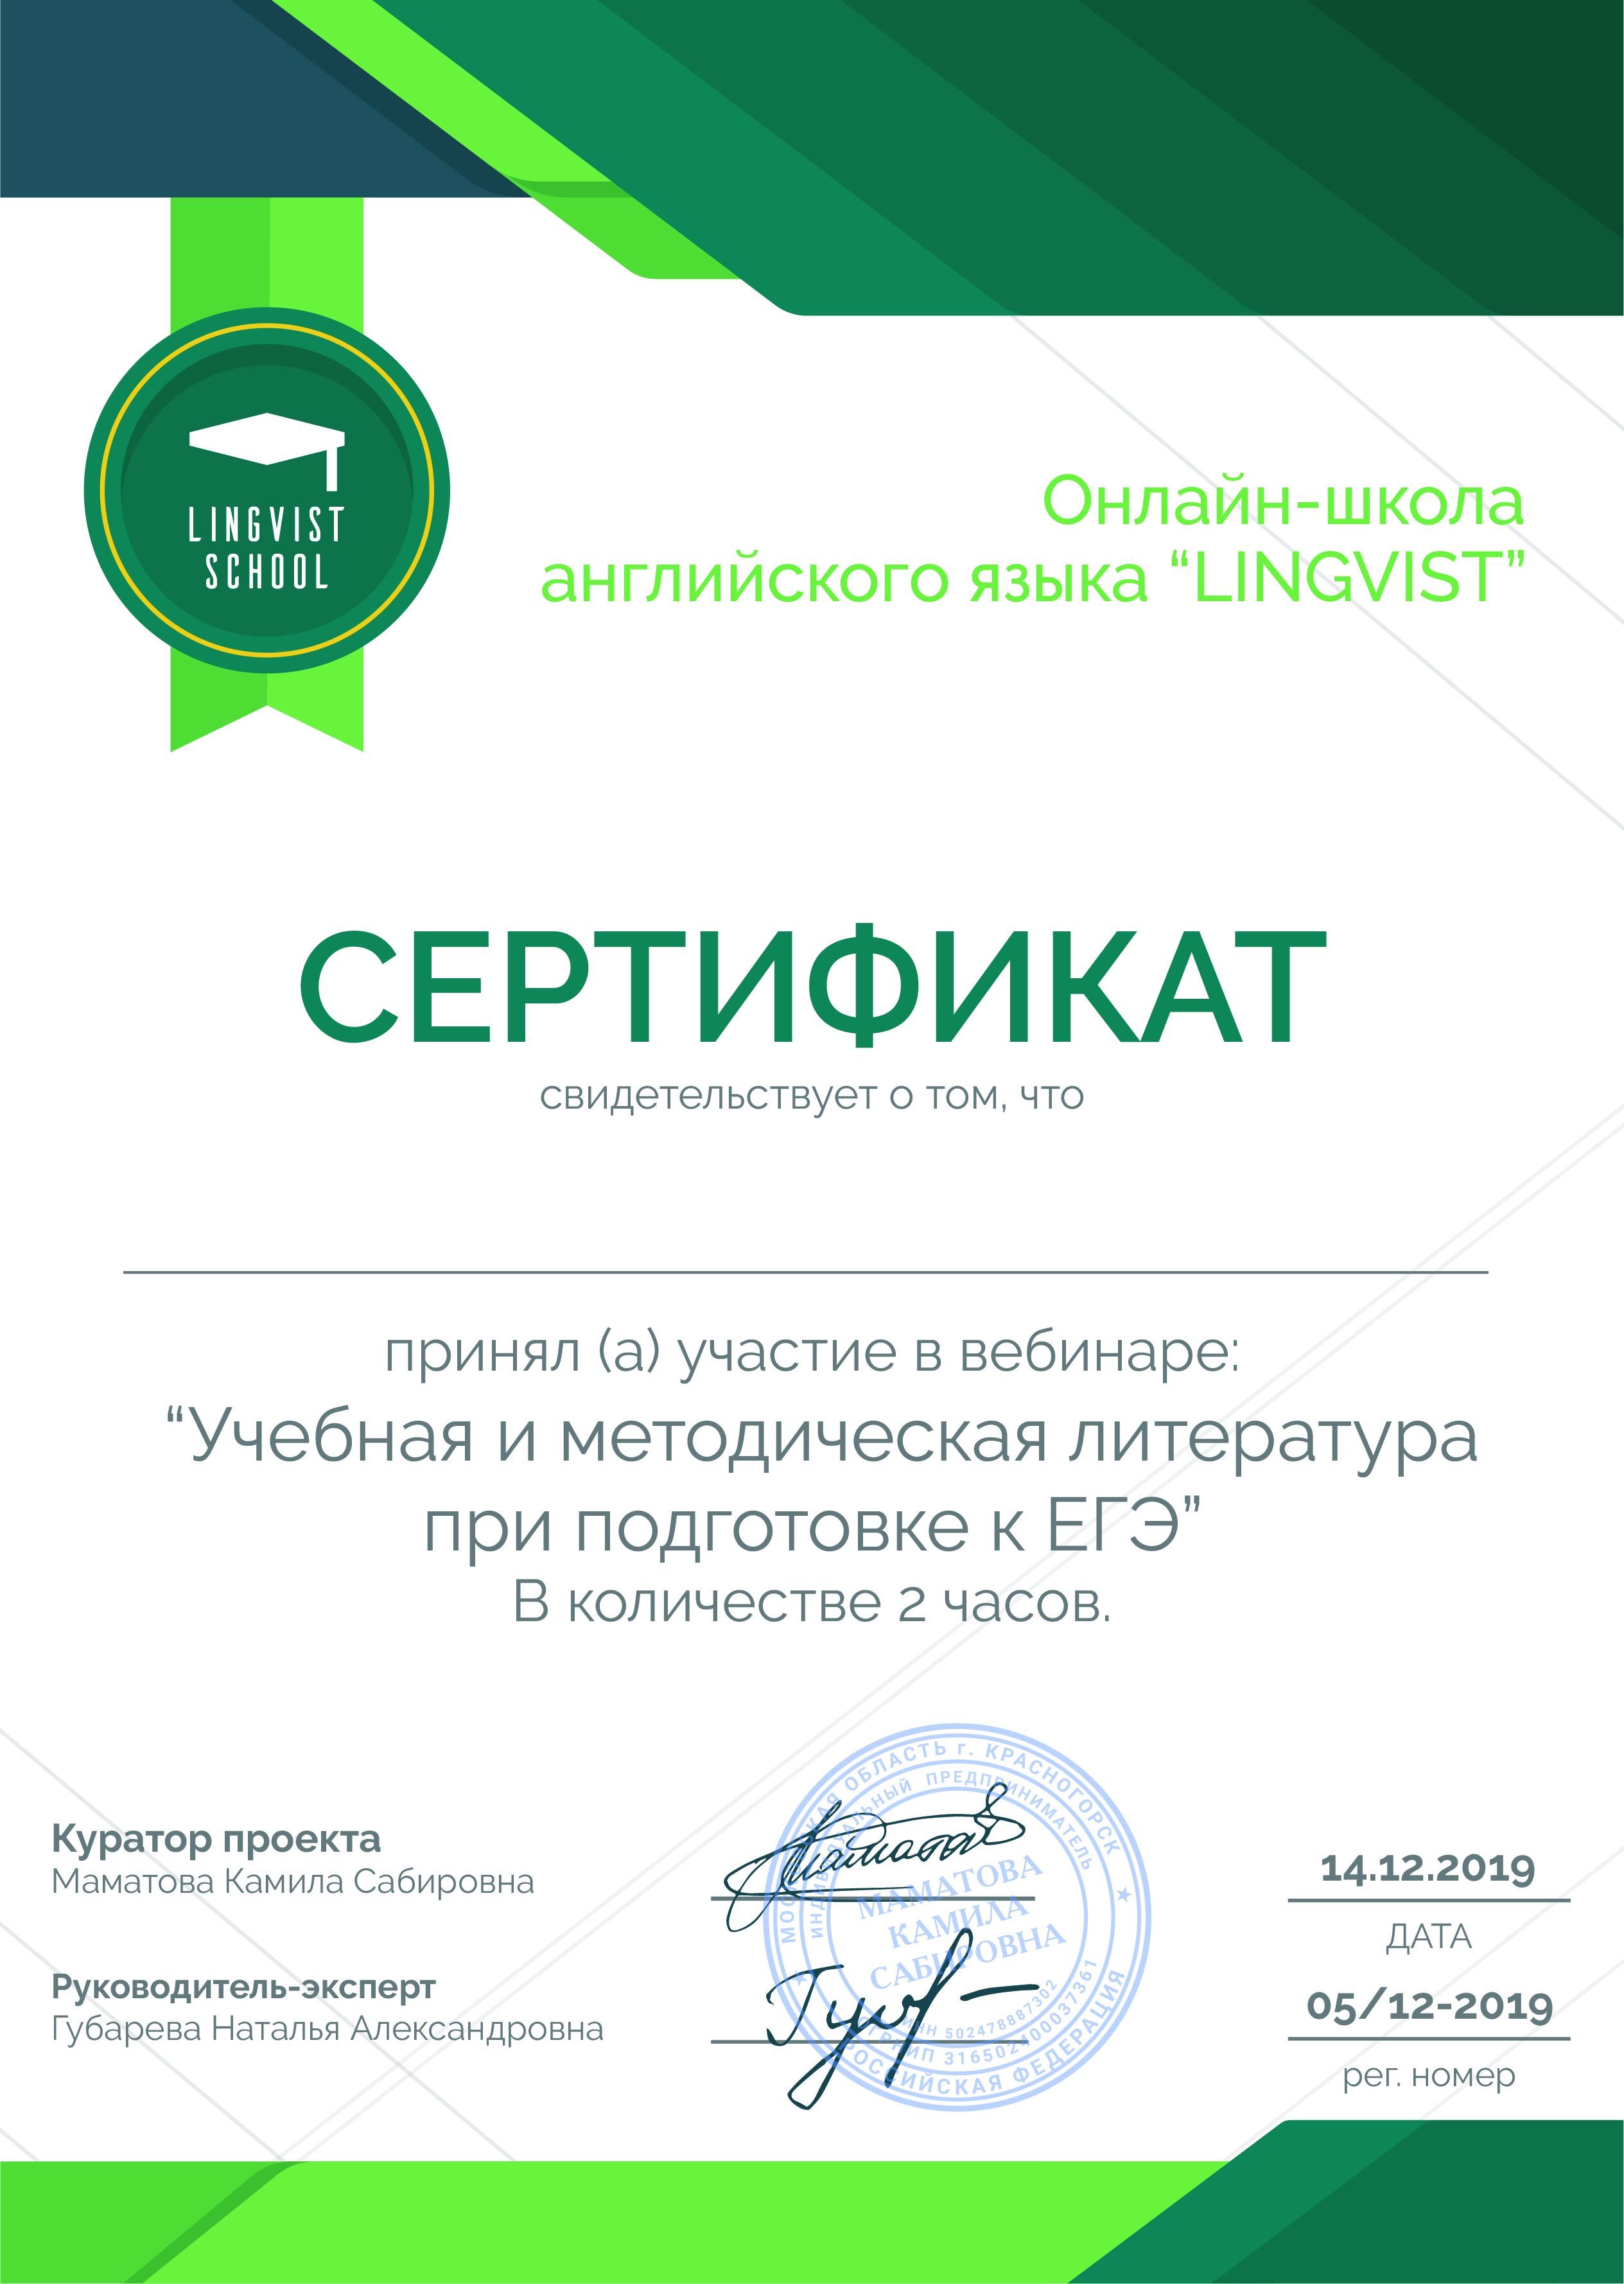 LINGVIST
SCHOOL
Онлайн-школа
английского языка “LINGVIST”
СЕРТИФИКАТ
свидетельствует о том, что
принял (а) участие в вебинаре:
“Учебная и методическая литература
при подготовке к ЕГЭ”
В количестве 2 часов.
Куратор проекта
Маматова Камила Сабировна
Руководитель-эксперт
Губарева Наталья Александровна
МОСКОВСКАЯ ОБЛАСТЬ г. КРАСНОГОРСК
ИНДИВИДУАЛЬНЫЙ ПРЕДПРИНИМАТЕЛЬ
МАМАТОВА
КАМИЛА
САБИРОВНА
ИНН 502478887302
ОГРНИП 316502400037361
РОССИЙСКАЯ ФЕДЕРАЦИЯ
14.12.2019
ДАТА
05/12-2019
рег. номер